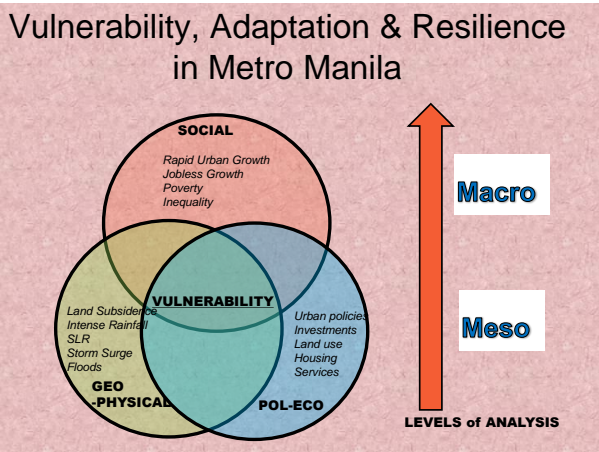 Vulnerability, Adaptation & Resilience
in Metro Manila
SOCIAL
Rapid Urban Growth
Jobless Growth
Poverty
Inequality
VULNERABILITY
Land Subsidence
Intense Rainfall
SLR
Storm Surge
Floods
GEO
-PHYSICAL
Urban policies
Investments
Land use
Housing
Services
POL-ECO
Macro
Meso
LEVELS of ANALYSIS